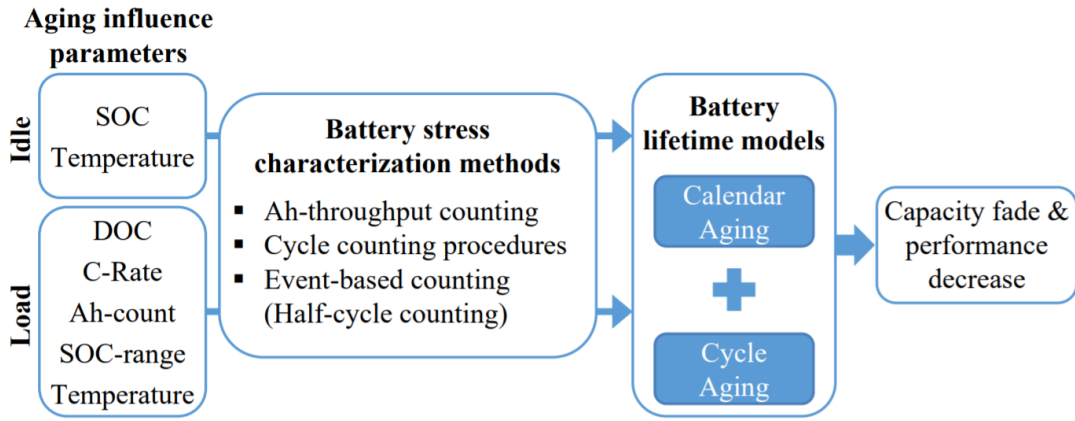 Aging influence
parameters
Idle
SOC
Temperature
Load
DOC
C-Rate
Ah-count
SOC-range
Temperature
Battery stress
characterization methods
▪ Ah-throughput counting
▪ Cycle counting procedures
▪ Event-based counting
(Half-cycle counting)
Battery
lifetime models
Calendar
Aging
Cycle
Aging
Capacity fade &
performance
decrease